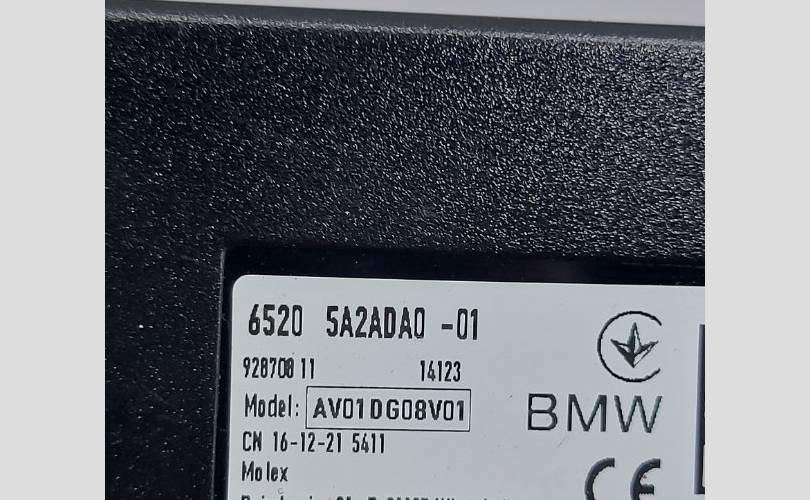 6520 5A2ADA0 -01
928708 11 14123
Model: AV01DG08V01
BMW
CN 16-12-21 5411
Molex
CE